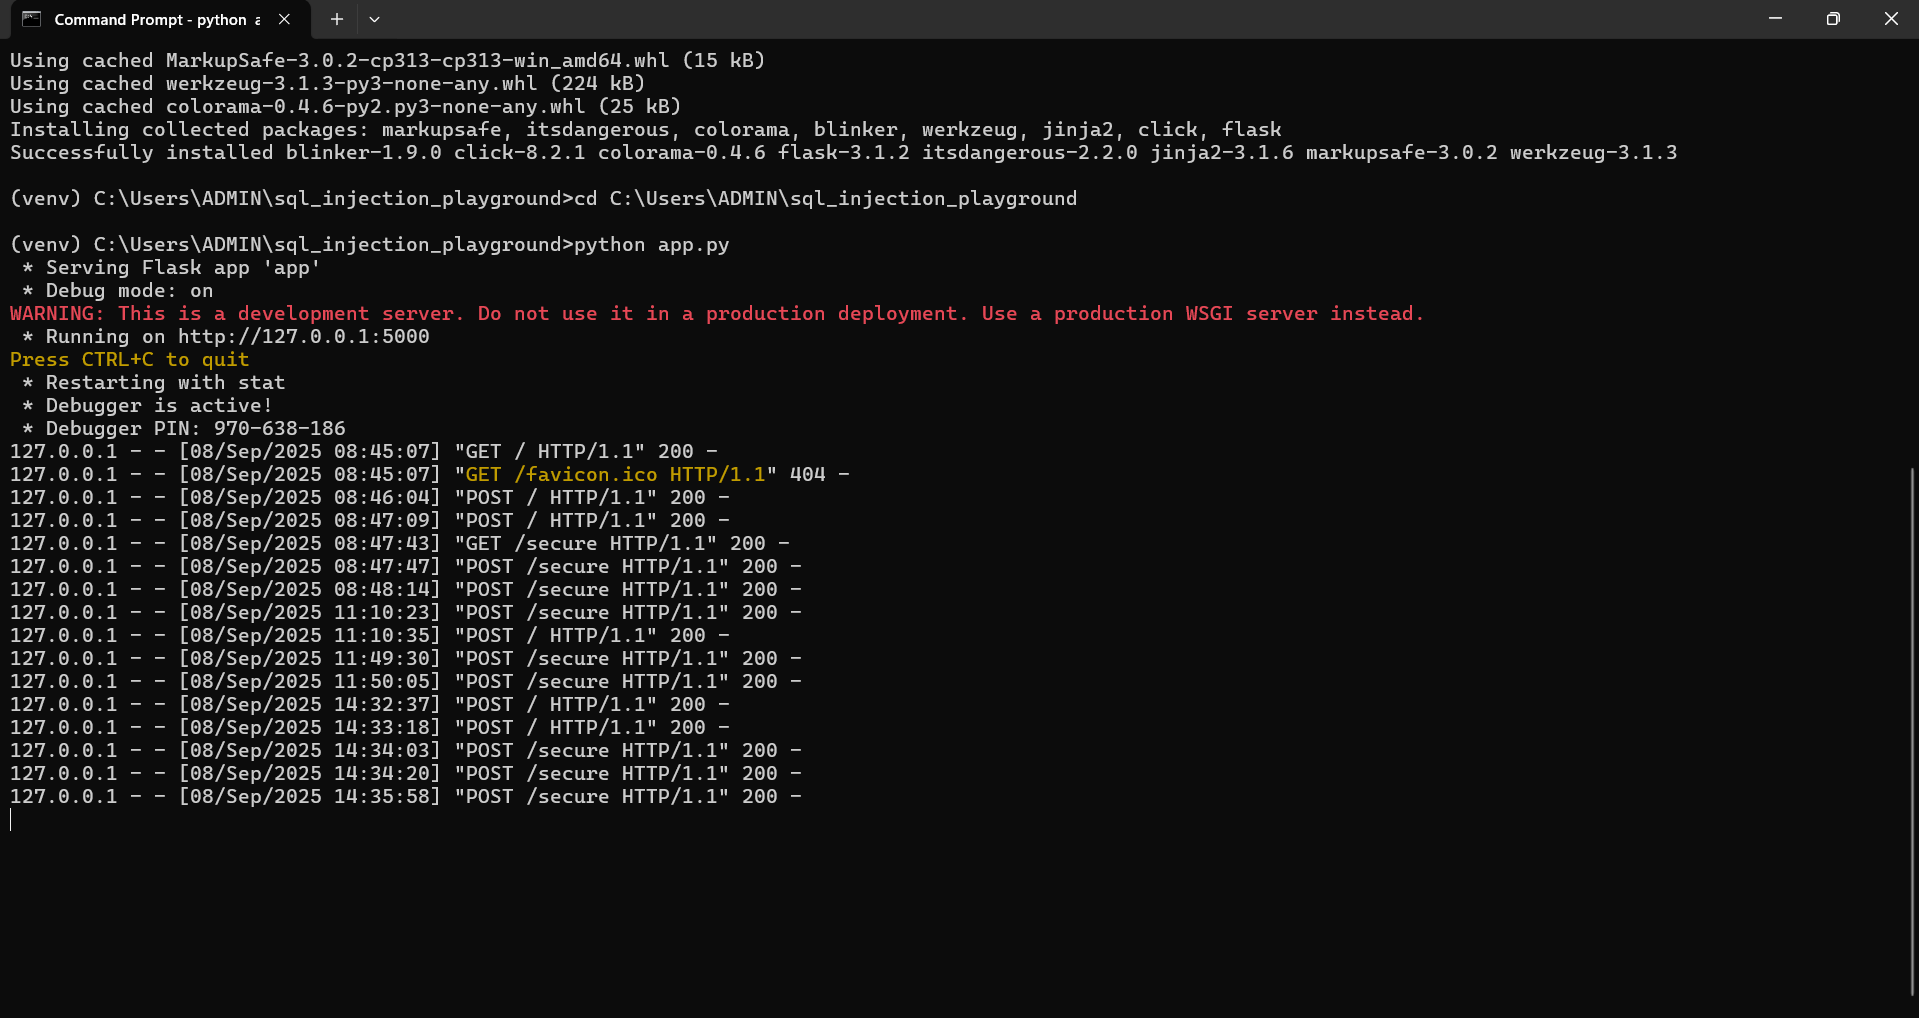 Command Prompt - python a
Using cached MarkupSafe-3.0.2-cp313-cp313-win_amd64.whl (15 kB)
Using cached werkzeug-3.1.3-py3-none-any.whl (224 kB)
Using cached colorama-0.4.6-py2.py3-none-any.whl (25 kB)
Installing collected packages: markupsafe, itsdangerous, colorama, blinker, werkzeug, jinja2, click, flask
Successfully installed blinker-1.9.0 click-8.2.1 colorama-0.4.6 flask-3.1.2 itsdangerous-2.2.0 jinja2-3.1.6 markupsafe-3.0.2 werkzeug-3.1.3
(venv) C:\Users\ADMIN\sql_injection_playground>cd C:\Users\ADMIN\sql_injection_playground
(venv) C:\Users\ADMIN\sql_injection_playground>python app.py
 * Serving Flask app 'app'
 * Debug mode: on
WARNING: This is a development server. Do not use it in a production deployment. Use a production WSGI server instead.
 * Running on http://127.0.0.1:5000
Press CTRL+C to quit
 * Restarting with stat
 * Debugger is active!
 * Debugger PIN: 970-638-186
127.0.0.1 - - [08/Sep/2025 08:45:07] "GET / HTTP/1.1" 200 -
127.0.0.1 - - [08/Sep/2025 08:45:07] "GET /favicon.ico HTTP/1.1" 404 -
127.0.0.1 - - [08/Sep/2025 08:46:04] "POST / HTTP/1.1" 200 -
127.0.0.1 - - [08/Sep/2025 08:47:09] "POST / HTTP/1.1" 200 -
127.0.0.1 - - [08/Sep/2025 08:47:43] "GET /secure HTTP/1.1" 200 -
127.0.0.1 - - [08/Sep/2025 08:47:47] "POST /secure HTTP/1.1" 200 -
127.0.0.1 - - [08/Sep/2025 08:48:14] "POST /secure HTTP/1.1" 200 -
127.0.0.1 - - [08/Sep/2025 11:10:23] "POST /secure HTTP/1.1" 200 -
127.0.0.1 - - [08/Sep/2025 11:10:35] "POST / HTTP/1.1" 200 -
127.0.0.1 - - [08/Sep/2025 11:49:30] "POST /secure HTTP/1.1" 200 -
127.0.0.1 - - [08/Sep/2025 11:50:05] "POST /secure HTTP/1.1" 200 -
127.0.0.1 - - [08/Sep/2025 14:32:37] "POST / HTTP/1.1" 200 -
127.0.0.1 - - [08/Sep/2025 14:33:18] "POST / HTTP/1.1" 200 -
127.0.0.1 - - [08/Sep/2025 14:34:03] "POST /secure HTTP/1.1" 200 -
127.0.0.1 - - [08/Sep/2025 14:34:20] "POST /secure HTTP/1.1" 200 -
127.0.0.1 - - [08/Sep/2025 14:35:58] "POST /secure HTTP/1.1" 200 -